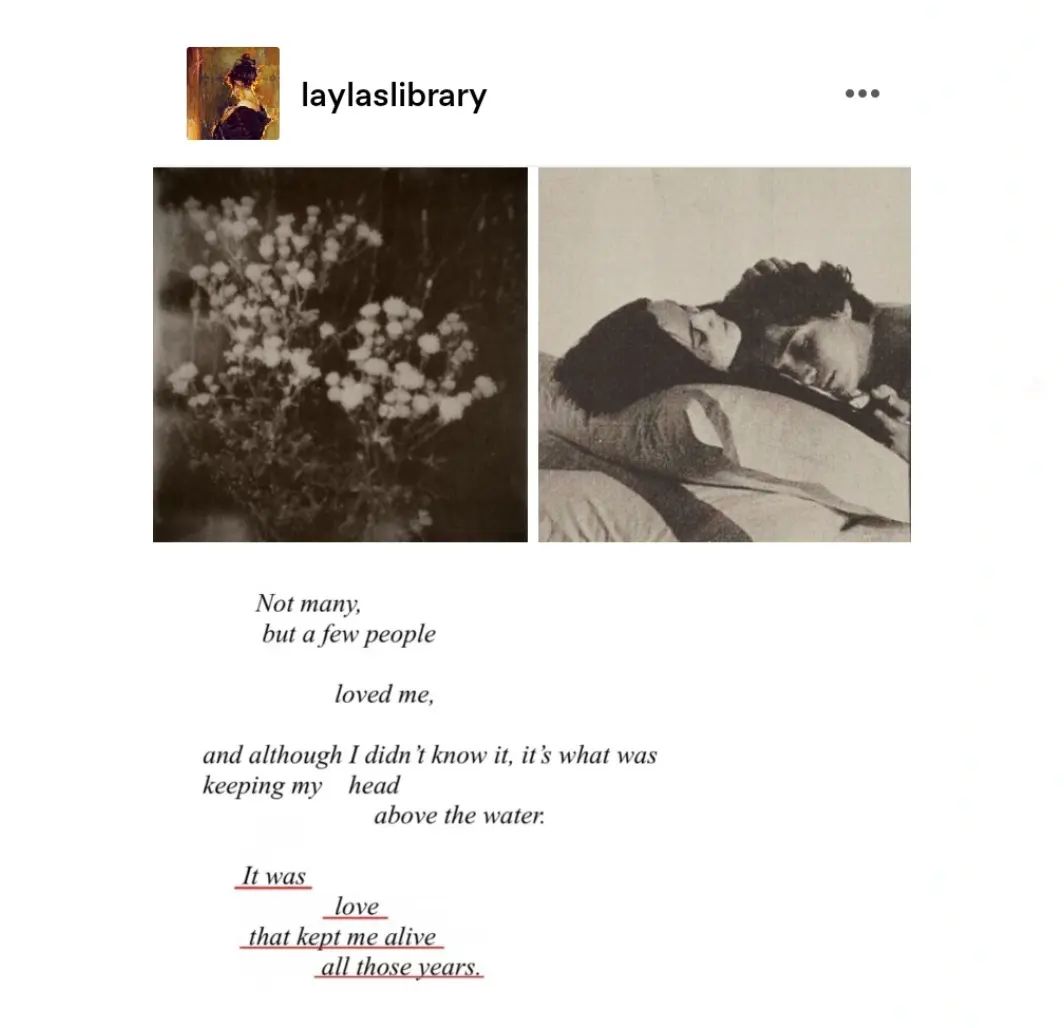 laylaslibrary
Not many,
but a few people
loved me,
and although I didn’t know it, it’s what was
keeping my head
above the water.
It was
love
that kept me alive
all those years.